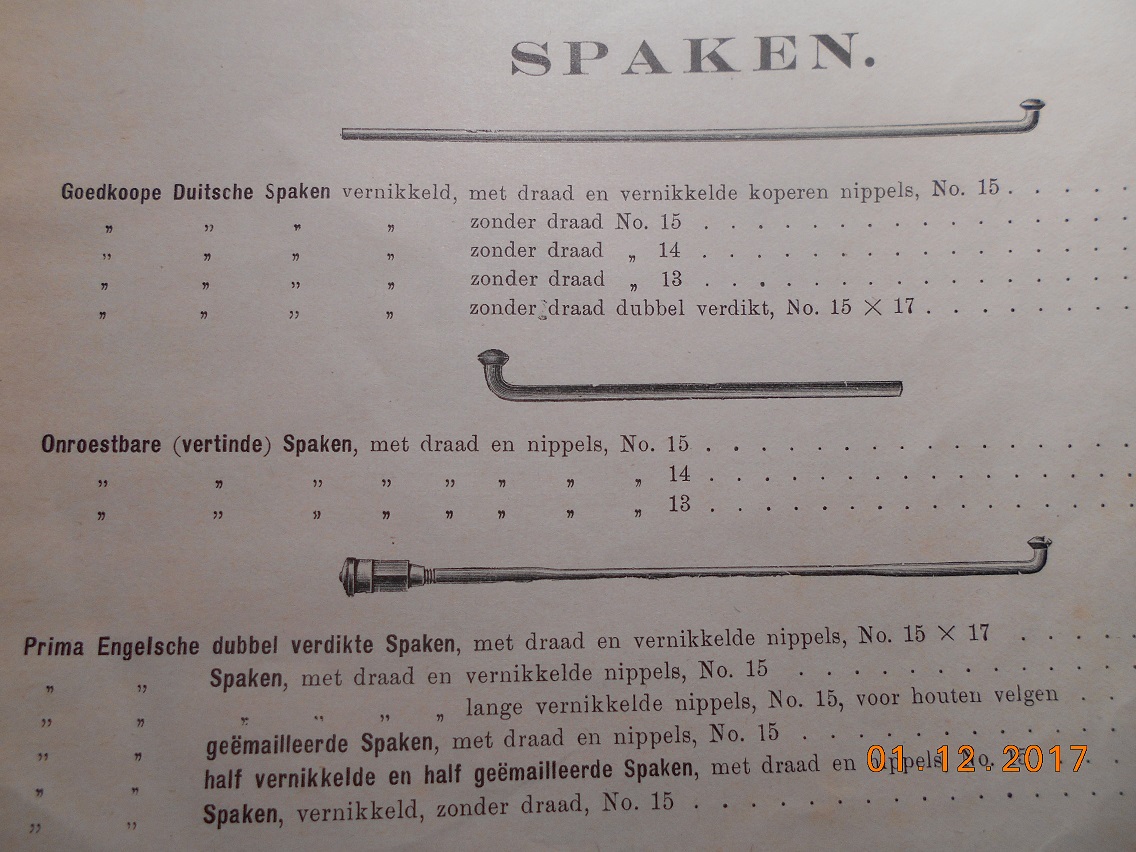 SPAKEN.
Goedkoope Duitsche Spaken vernikkeld, met draad en vernikkelde koperen nippels, No. 15 . . . . .
„ „ „ „ zonder draad No. 15 . . . . . . . . . . . . . . . .
„ „ „ „ zonder draad „ 14 . . . . . . . . . . . . . . . .
„ „ „ „ zonder draad „ 13 . . . . . . . . . . . . . . . .
„ „ „ „ zonder draad dubbel verdikt, No. 15 × 17 . . . . . . . .
Onroestbare (vertinde) Spaken, met draad en nippels, No. 15 . . . . . . . . . . . . . . . .
„ „ „ „ „ „ „ „ 14 . . . . . . . . . . . . . . . .
„ „ „ „ „ „ „ „ 13 . . . . . . . . . . . . . . . .
Prima Engelsche dubbel verdikte Spaken, met draad en vernikkelde nippels, No. 15 × 17 . . . . .
„ „ Spaken, met draad en vernikkelde nippels, No. 15 . . . . . . . . . . . .
„ „ „ „ „ „ lange vernikkelde nippels, No. 15, voor houten velgen . .
„ „ geëmailleerde Spaken, met draad en nippels, No. 15 . . . . . . . . . . . .
„ „ half vernikkelde en half geëmailleerde Spaken, met draad en nippels, No. . .
„ „ Spaken, vernikkeld, zonder draad, No. 15 . . . . . . . . . . . . . . . .
01.12.2017